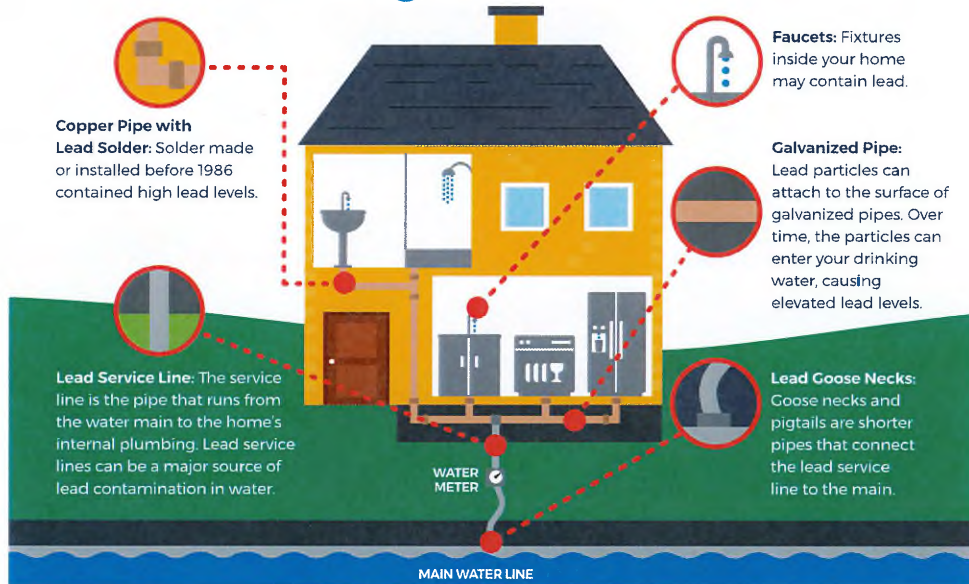 Copper Pipe with
Lead Solder: Solder made
or installed before 1986
contained high lead levels.
Faucets: Fixtures
inside your home
may contain lead.
Galvanized Pipe:
Lead particles can
attach to the surface of
galvanized pipes. Over
time, the particles can
enter your drinking
water, causing
elevated lead levels.
Lead Service Line: The service
line is the pipe that runs from
the water main to the home's
internal plumbing. Lead service
lines can be a major source of
lead contamination in water.
Lead Goose Necks:
Goose necks and
pigtails are shorter
pipes that connect
the lead service
line to the main.
WATER
METER
MAIN WATER LINE